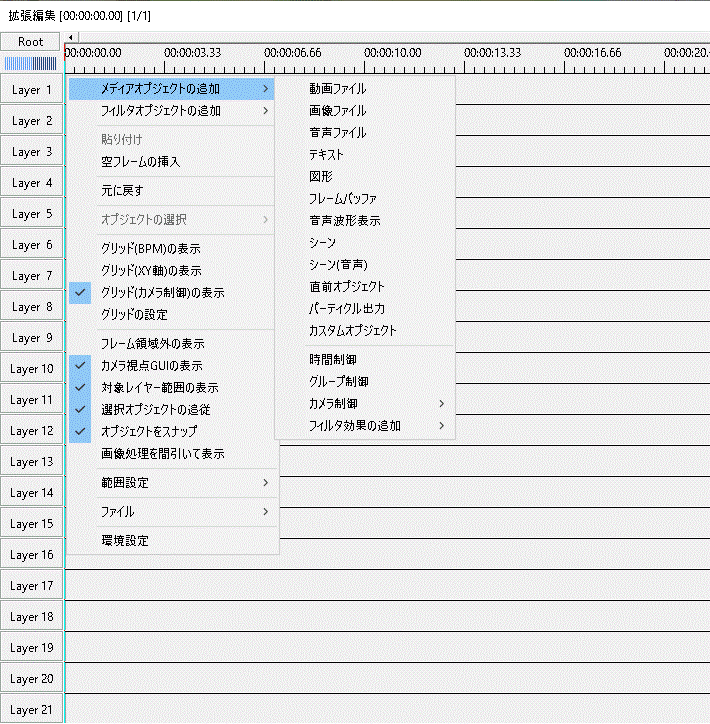 拡張編集 [00:00:00.00] [1/1]
Root
00:00:00.00 00:00:03.33 00:00:06.66 00:00:10.00 00:00:13.33 00:00:16.66 00:00:20.
Layer 1
Layer 2
Layer 3
Layer 4
Layer 5
Layer 6
Layer 7
Layer 8
Layer 9
Layer 10
Layer 11
Layer 12
Layer 13
Layer 14
Layer 15
Layer 16
Layer 17
Layer 18
Layer 19
Layer 20
Layer 21
メディアオブジェクトの追加
フィルタオブジェクトの追加
貼り付け
空フレームの挿入
元に戻す
オブジェクトの選択
グリッド(BPM)の表示
グリッド(XY軸)の表示
グリッド(カメラ制御)の表示
グリッドの設定
フレーム領域外の表示
カメラ視点GUIの表示
対象レイヤー範囲の表示
選択オブジェクトの追従
オブジェクトをスナップ
画像処理を間引いて表示
範囲設定
ファイル
環境設定
動画ファイル
画像ファイル
音声ファイル
テキスト
図形
フレームバッファ
音声波形表示
シーン
シーン(音声)
直前オブジェクト
パーティクル出力
カスタムオブジェクト
時間制御
グループ制御
カメラ制御
フィルタ効果の追加